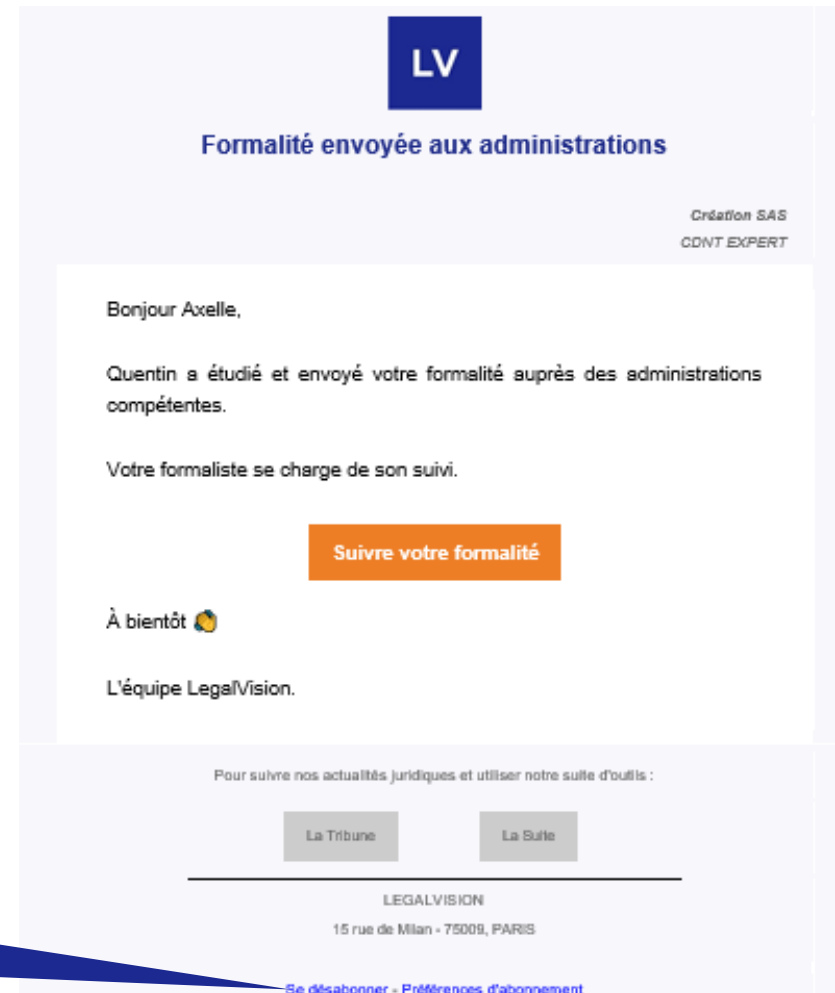 LV
Formalité envoyée aux administrations
Création SAS
CDNT EXPERT
Bonjour Axelle,
Quentin a étudié et envoyé votre formalité auprès des administrations
compétentes.
Votre formaliste se charge de son suivi.
Suivre votre formalité
À bientôt
L'équipe LegalVision.
Pour suivre nos actualités juridiques et utiliser notre suite d'outils :
La Tribune
La Suite
LEGALVISION
15 rue de Milan - 75009, PARIS
Se désabonner - Préférences d'abonnement